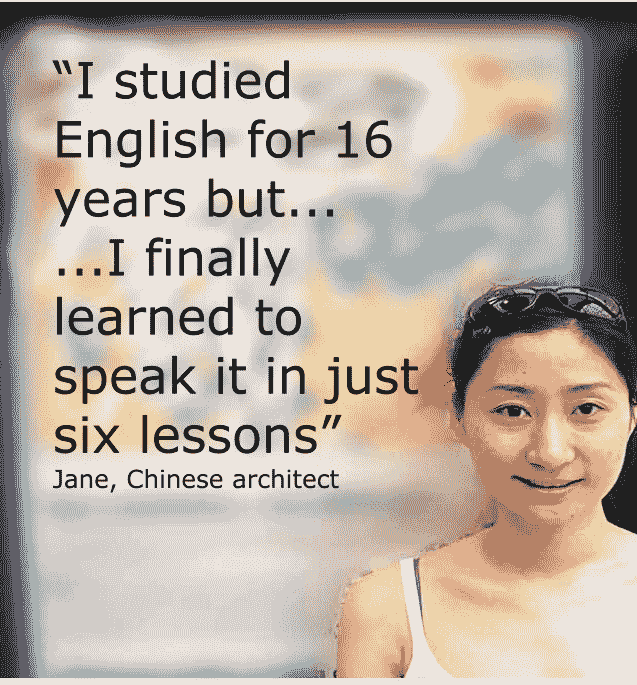 “I studied
English for 16
years but...
...I finally
learned to
speak it in just
six lessons”
Jane, Chinese architect